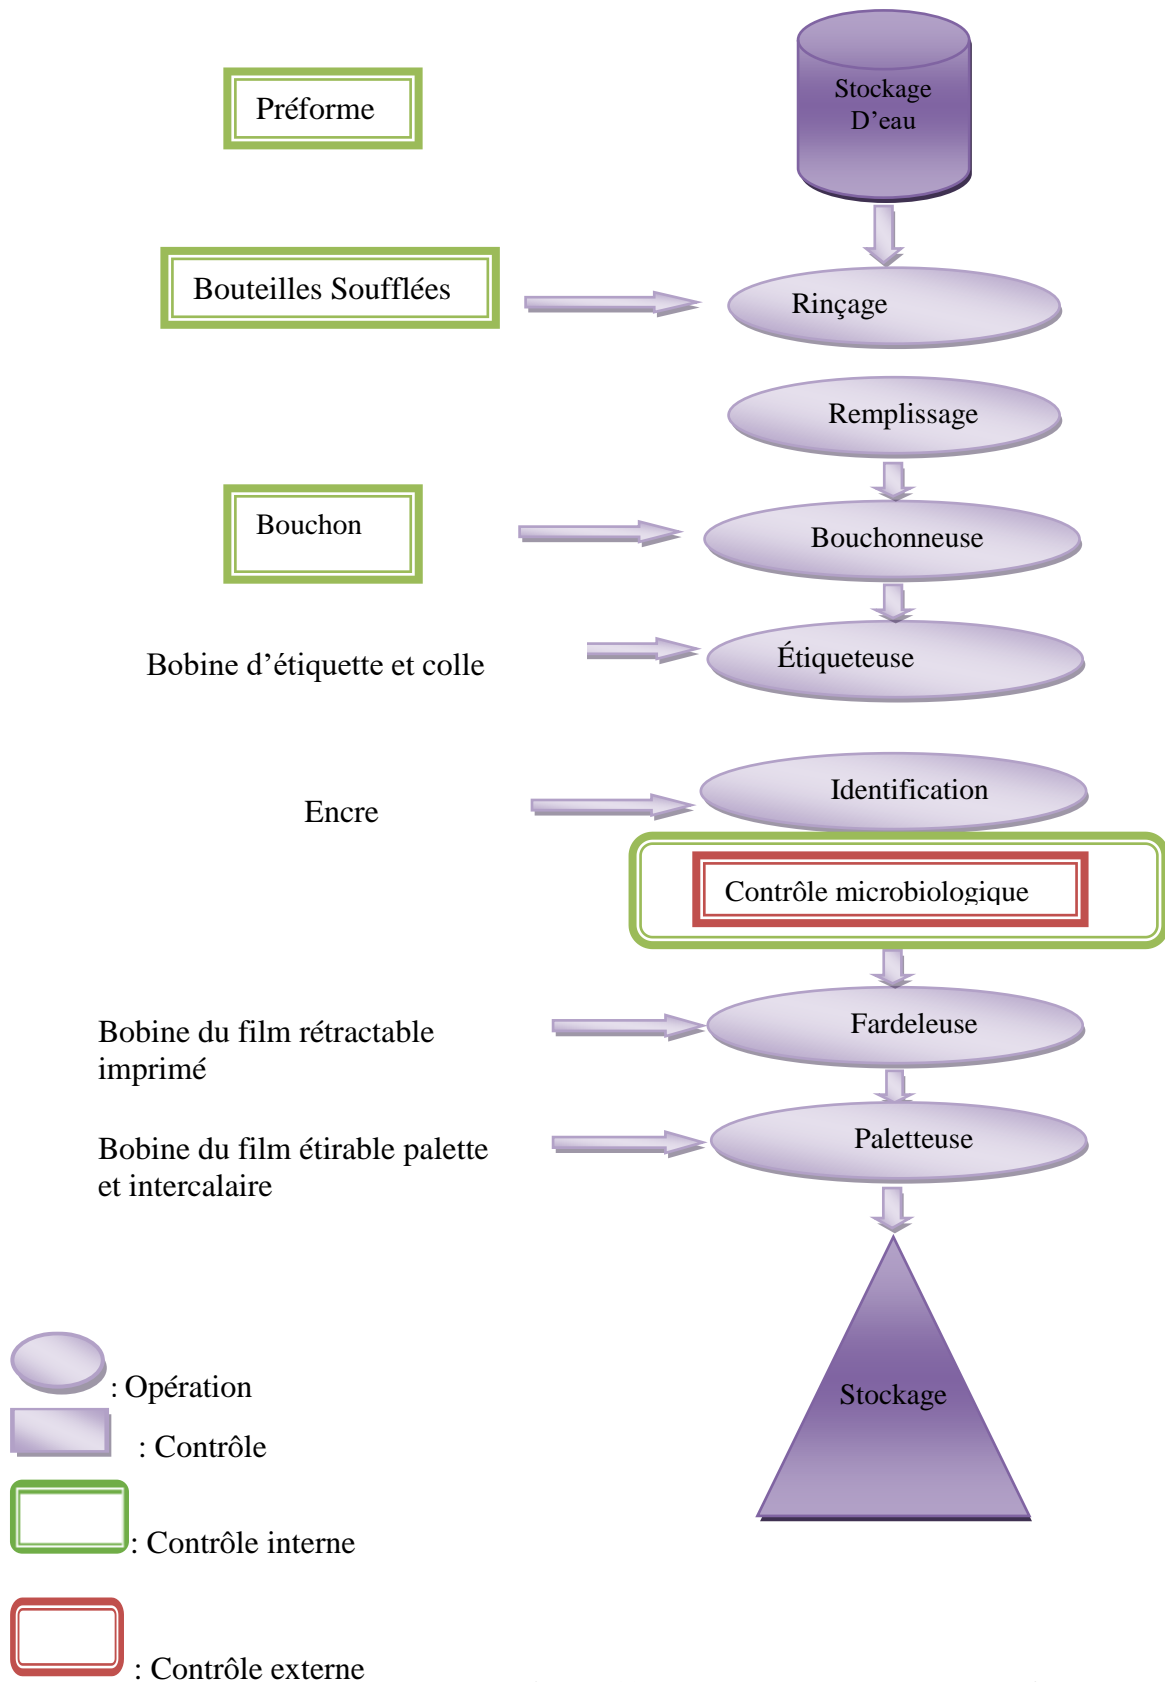 Préforme
Stockage
D’eau
Bouteilles Soufflées
Rinçage
Remplissage
Bouchon
Bouchonneuse
Bobine d’étiquette et colle
Étiqueteuse
Encre
Identification
Contrôle microbiologique
Bobine du film rétractable
imprimé
Fardeleuse
Bobine du film étirable palette
et intercalaire
Paletteuse
Stockage
: Opération
: Contrôle
: Contrôle interne
: Contrôle externe